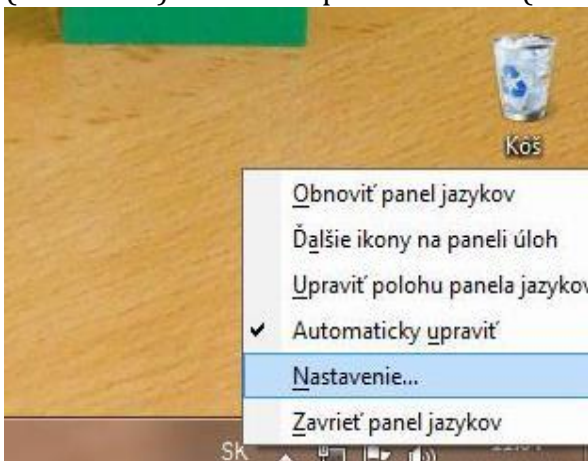 Kôš
Obnoviť panel jazykov
Ďalšie ikony na paneli úloh
Upraviť polohu panela jazykov
Automaticky upraviť
Nastavenie...
Zavrieť panel jazykov
SK